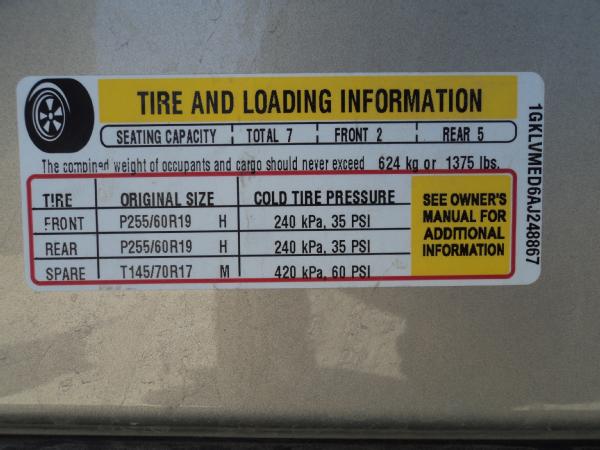 TIRE AND LOADING INFORMATION
SEATING CAPACITY TOTAL 7 FRONT 2 REAR 5
The combined weight of occupants and cargo should never exceed 624 kg or 1375 lbs.
TIRE ORIGINAL SIZE COLD TIRE PRESSURE
FRONT P255/60R19 H 240 kPa, 35 PSI
REAR P255/60R19 H 240 kPa, 35 PSI
SPARE T145/70R17 M 420 kPa, 60 PSI
SEE OWNER'S
MANUAL FOR
ADDITIONAL
INFORMATION
1GKLVMED6AJ248867